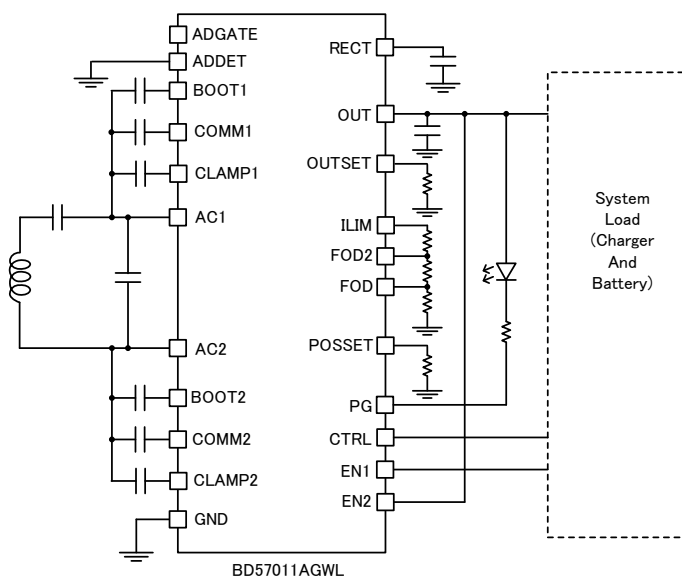 ADGATE
ADDET
BOOT1
COMM1
CLAMP1
AC1
AC2
BOOT2
COMM2
CLAMP2
GND
RECT
OUT
OUTSET
ILIM
FOD2
FOD
POSSET
PG
CTRL
EN1
EN2
System
Load
(Charger
And
Battery)
BD57011AGWL